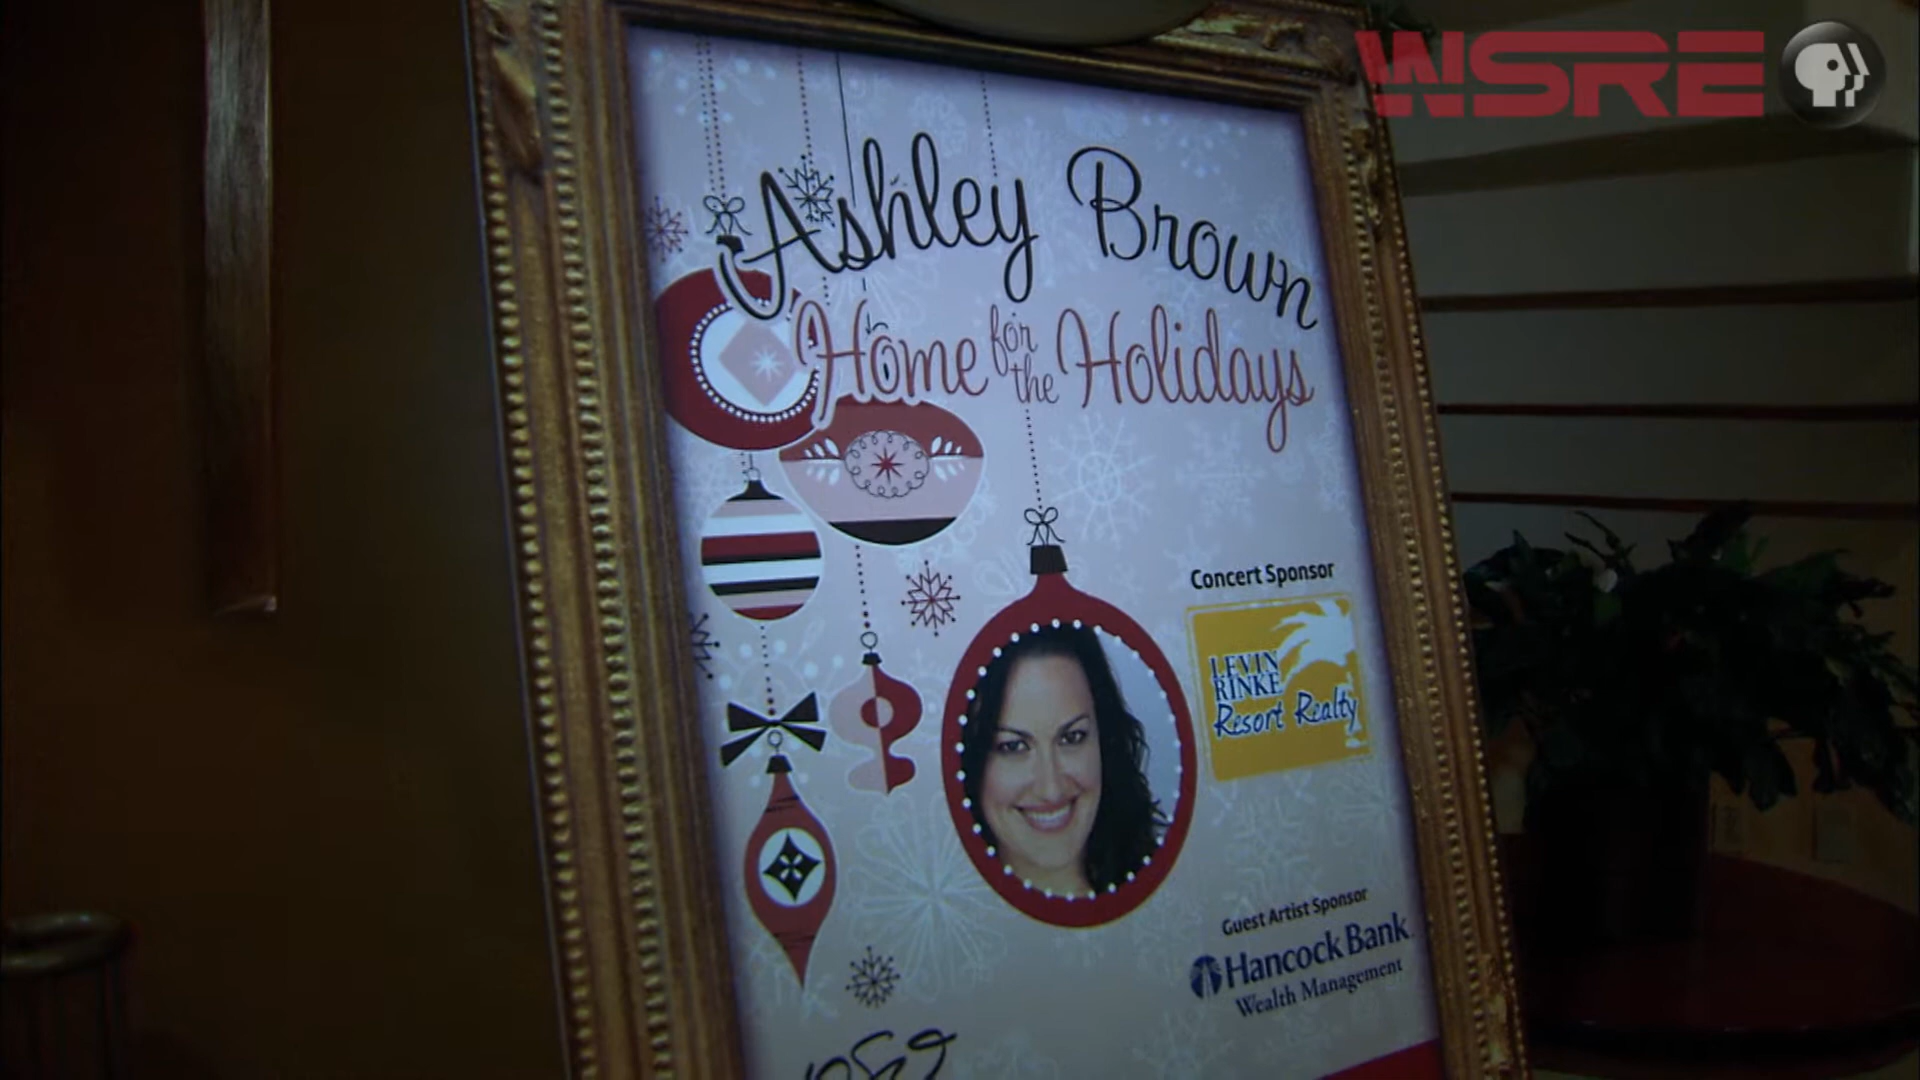 WSRE
Ashley Brown
Home for the Holidays
Concert Sponsor
LEVIN
RINKE
Resort Realty
Guest Artist Sponsor
Hancock Bank
Wealth Management
PSO